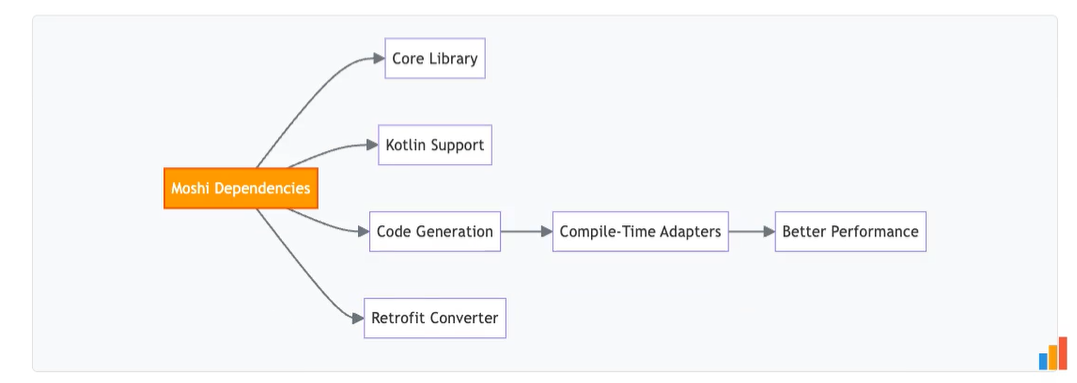 Core Library
Kotlin Support
Moshi Dependencies
Code Generation
Compile-Time Adapters
Better Performance
Retrofit Converter